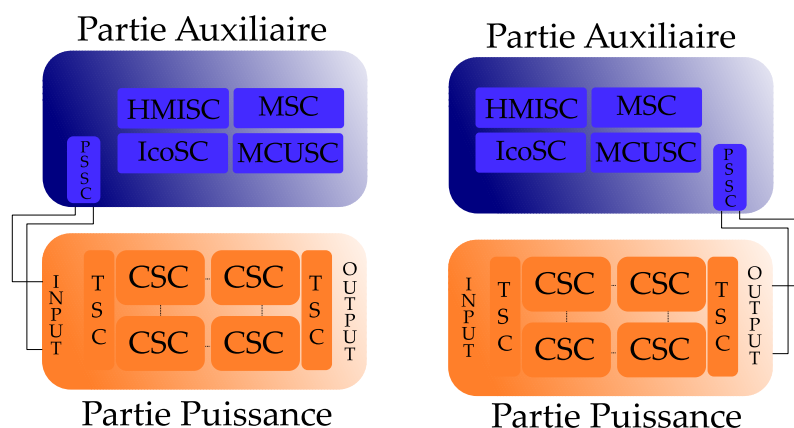 Partie Auxiliaire
HMISC MSC
IcoSC MCUSC
PSSC
INPUT
TSC
CSC CSC
CSC CSC
TSC
OUTPUT
Partie Puissance
Partie Auxiliaire
HMISC MSC
IcoSC MCUSC
PSSC
INPUT
TSC
CSC CSC
CSC CSC
TSC
OUTPUT
Partie Puissance